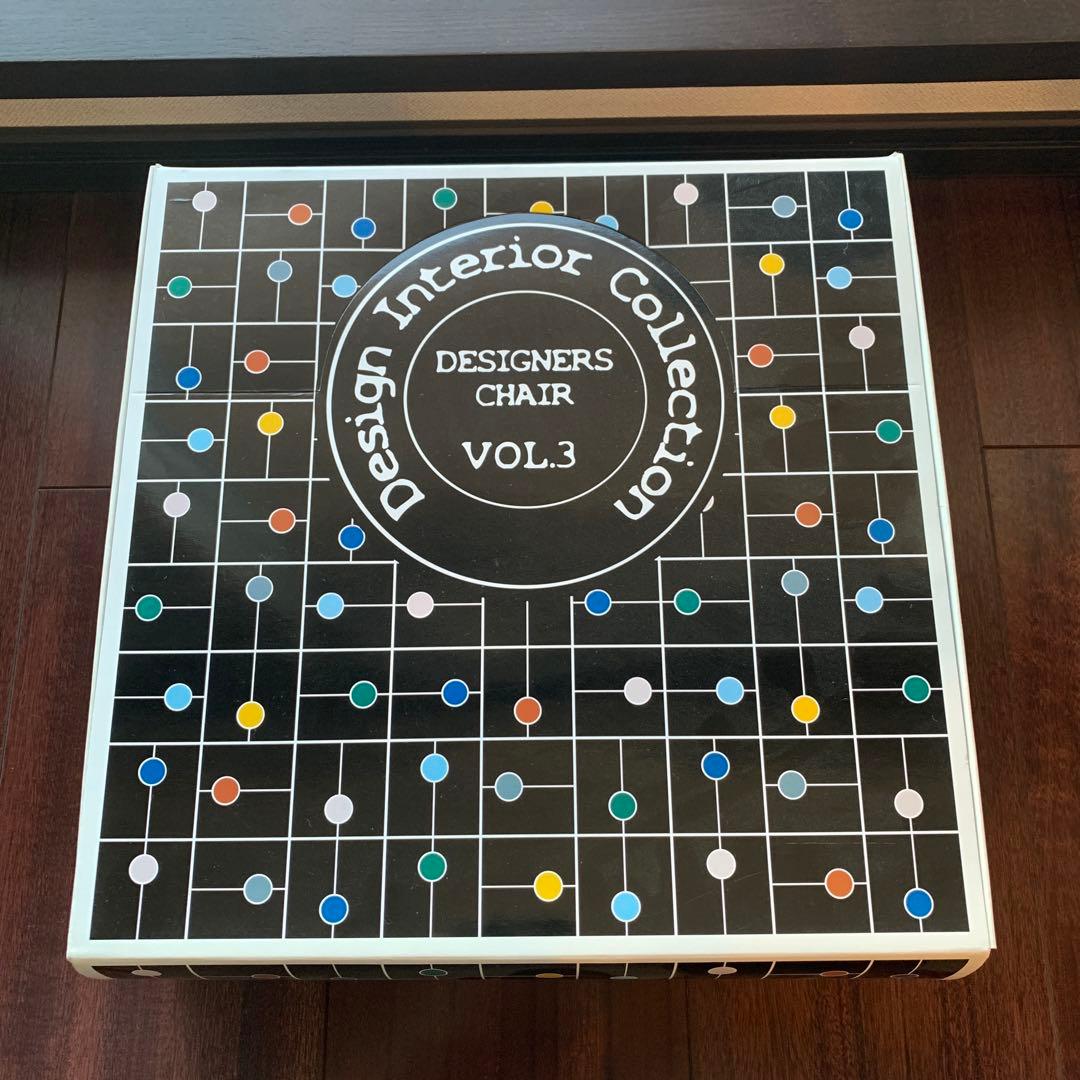 Design Interior Collection
DESIGNERS
CHAIR
VOL.3